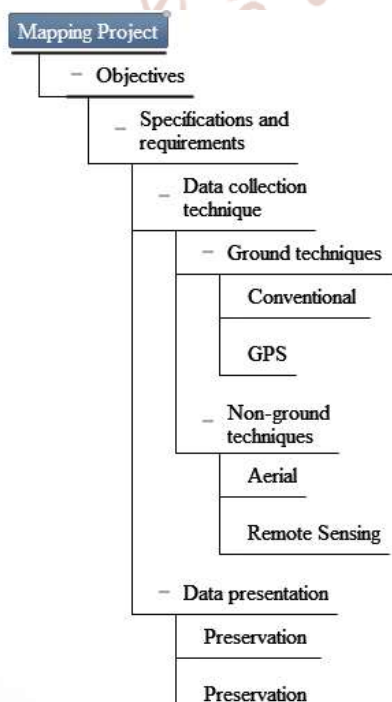 Mapping Project
Objectives
Specifications and
requirements
Data collection
technique
Ground techniques
Conventional
GPS
Non-ground
techniques
Aerial
Remote Sensing
Data presentation
Preservation
Preservation